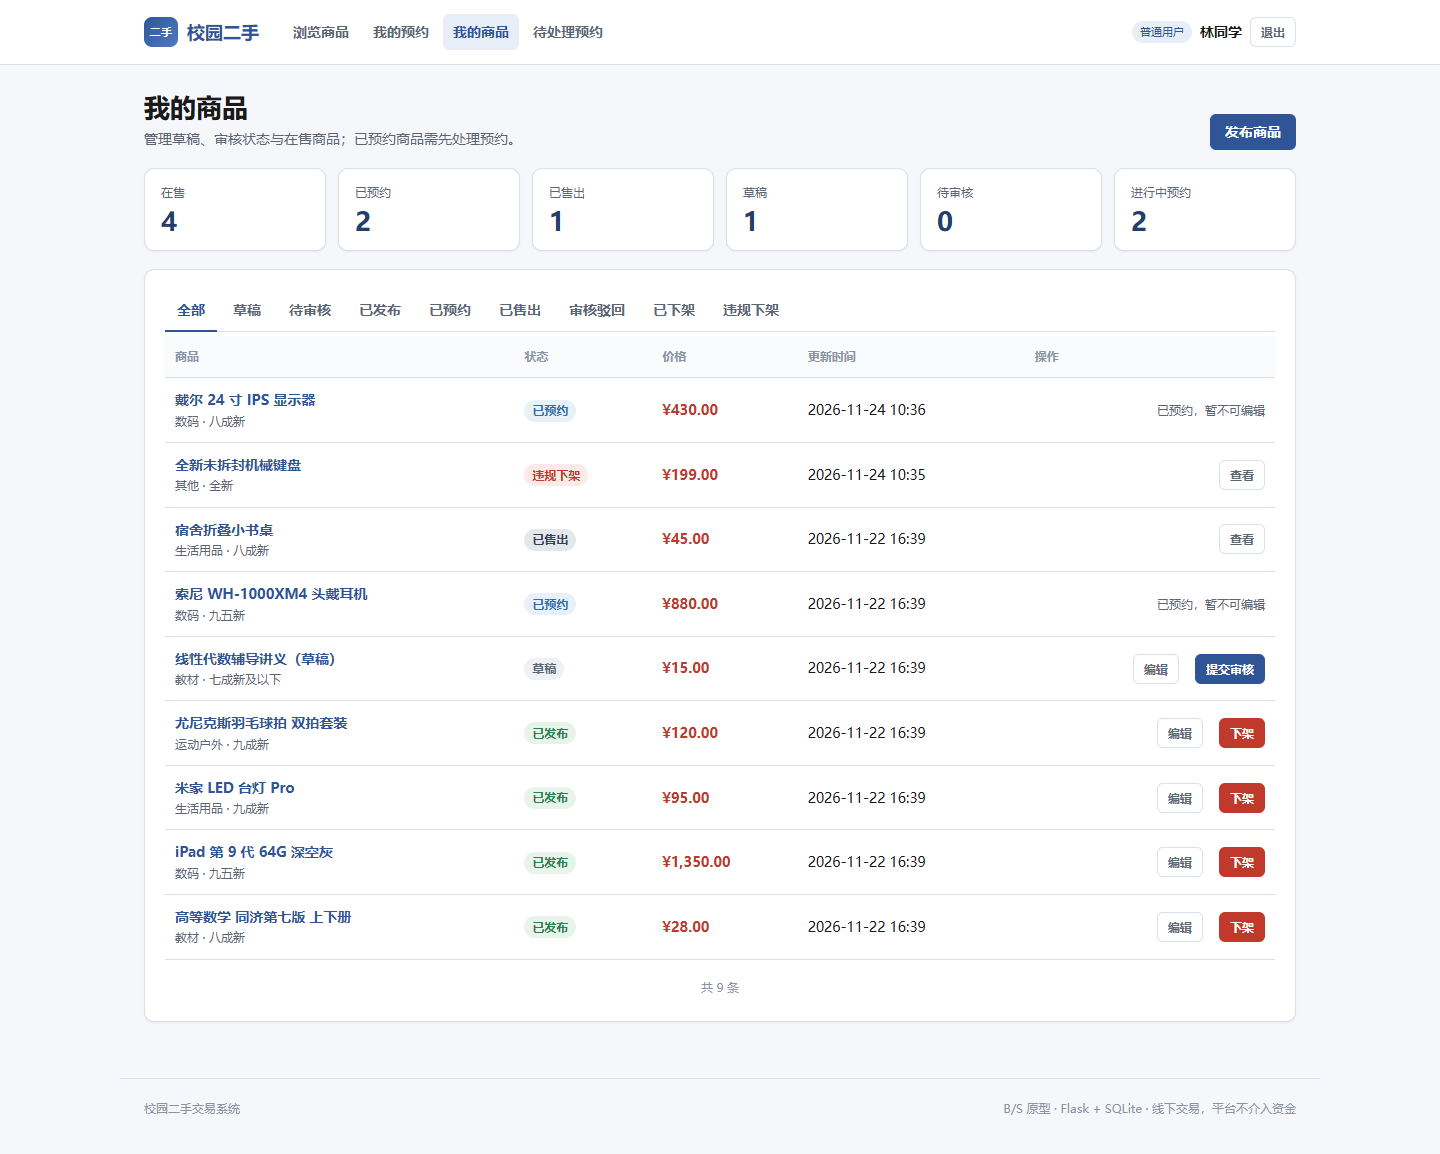 二手 校园二手 浏览商品 我的预约 我的商品 待处理预约 普通用户 林同学 退出
我的商品
管理草稿、审核状态与在售商品；已预约商品需先处理预约。
发布商品
在售 已预约 已售出 草稿 待审核 进行中预约
4 2 1 1 0 2
全部 草稿 待审核 已发布 已预约 已售出 审核驳回 已下架 违规下架
商品 状态 价格 更新时间 操作
戴尔 24 寸 IPS 显示器
数码 · 八成新
已预约 ¥430.00 2026-11-24 10:36 已预约，暂不可编辑
全新未拆封机械键盘
其他 · 全新
违规下架 ¥199.00 2026-11-24 10:35 查看
宿舍折叠小书桌
生活用品 · 八成新
已售出 ¥45.00 2026-11-22 16:39 查看
索尼 WH-1000XM4 头戴耳机
数码 · 九五新
已预约 ¥880.00 2026-11-22 16:39 已预约，暂不可编辑
线性代数辅导讲义（草稿）
教材 · 七成新及以下
草稿 ¥15.00 2026-11-22 16:39 编辑 提交审核
尤尼克斯羽毛球拍 双拍套装
运动户外 · 九成新
已发布 ¥120.00 2026-11-22 16:39 编辑 下架
米家 LED 台灯 Pro
生活用品 · 九成新
已发布 ¥95.00 2026-11-22 16:39 编辑 下架
iPad 第 9 代 64G 深空灰
数码 · 九五新
已发布 ¥1,350.00 2026-11-22 16:39 编辑 下架
高等数学 同济第七版 上下册
教材 · 八成新
已发布 ¥28.00 2026-11-22 16:39 编辑 下架
共 9 条
校园二手交易系统 B/S 原型 · Flask + SQLite · 线下交易，平台不介入资金